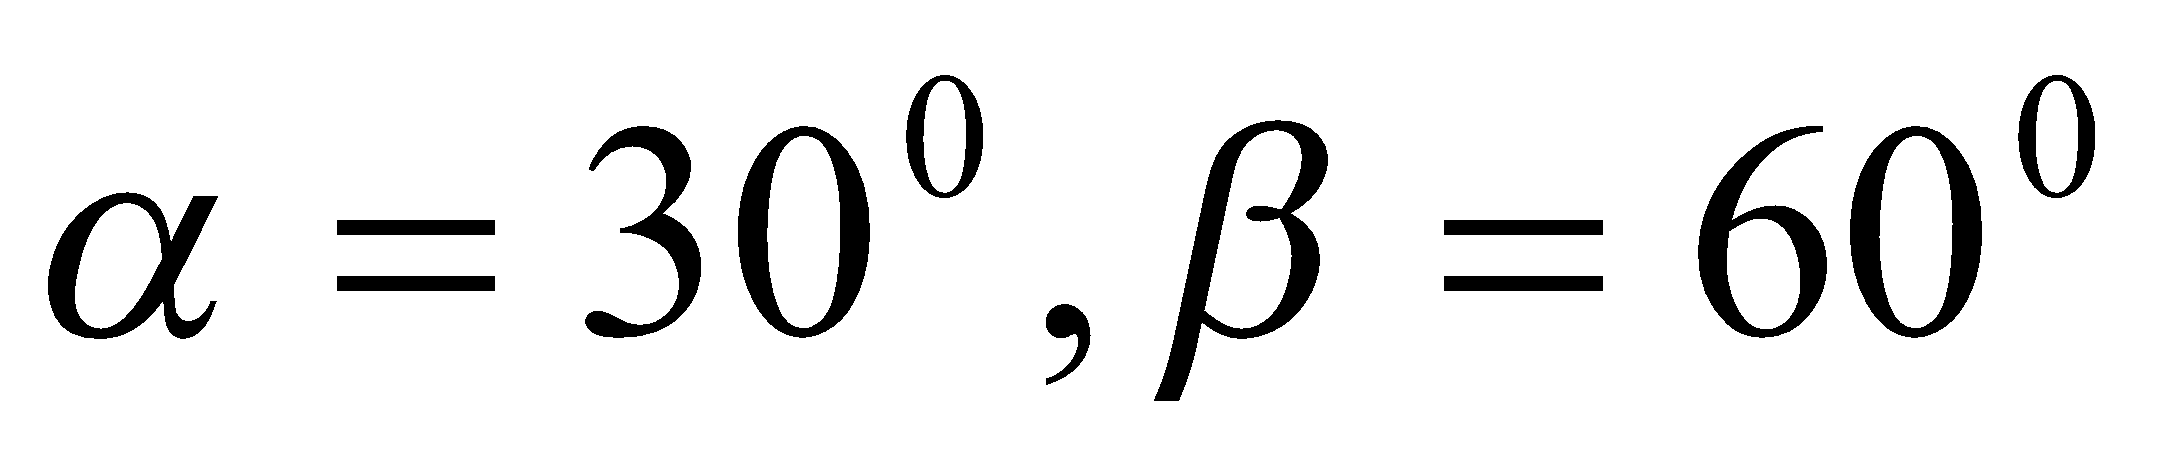 α = 30⁰, β = 60⁰